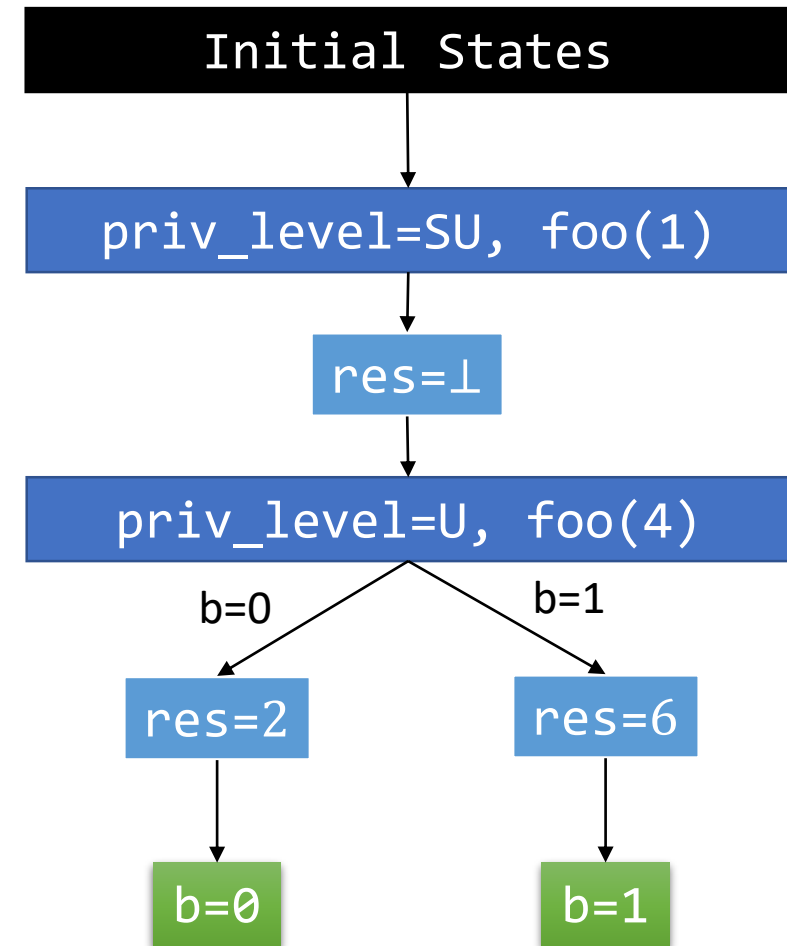 Initial States
priv_level=SU, foo(1)
res=⊥
priv_level=U, foo(4)
b=0
b=1
res=2
res=6
b=0
b=1